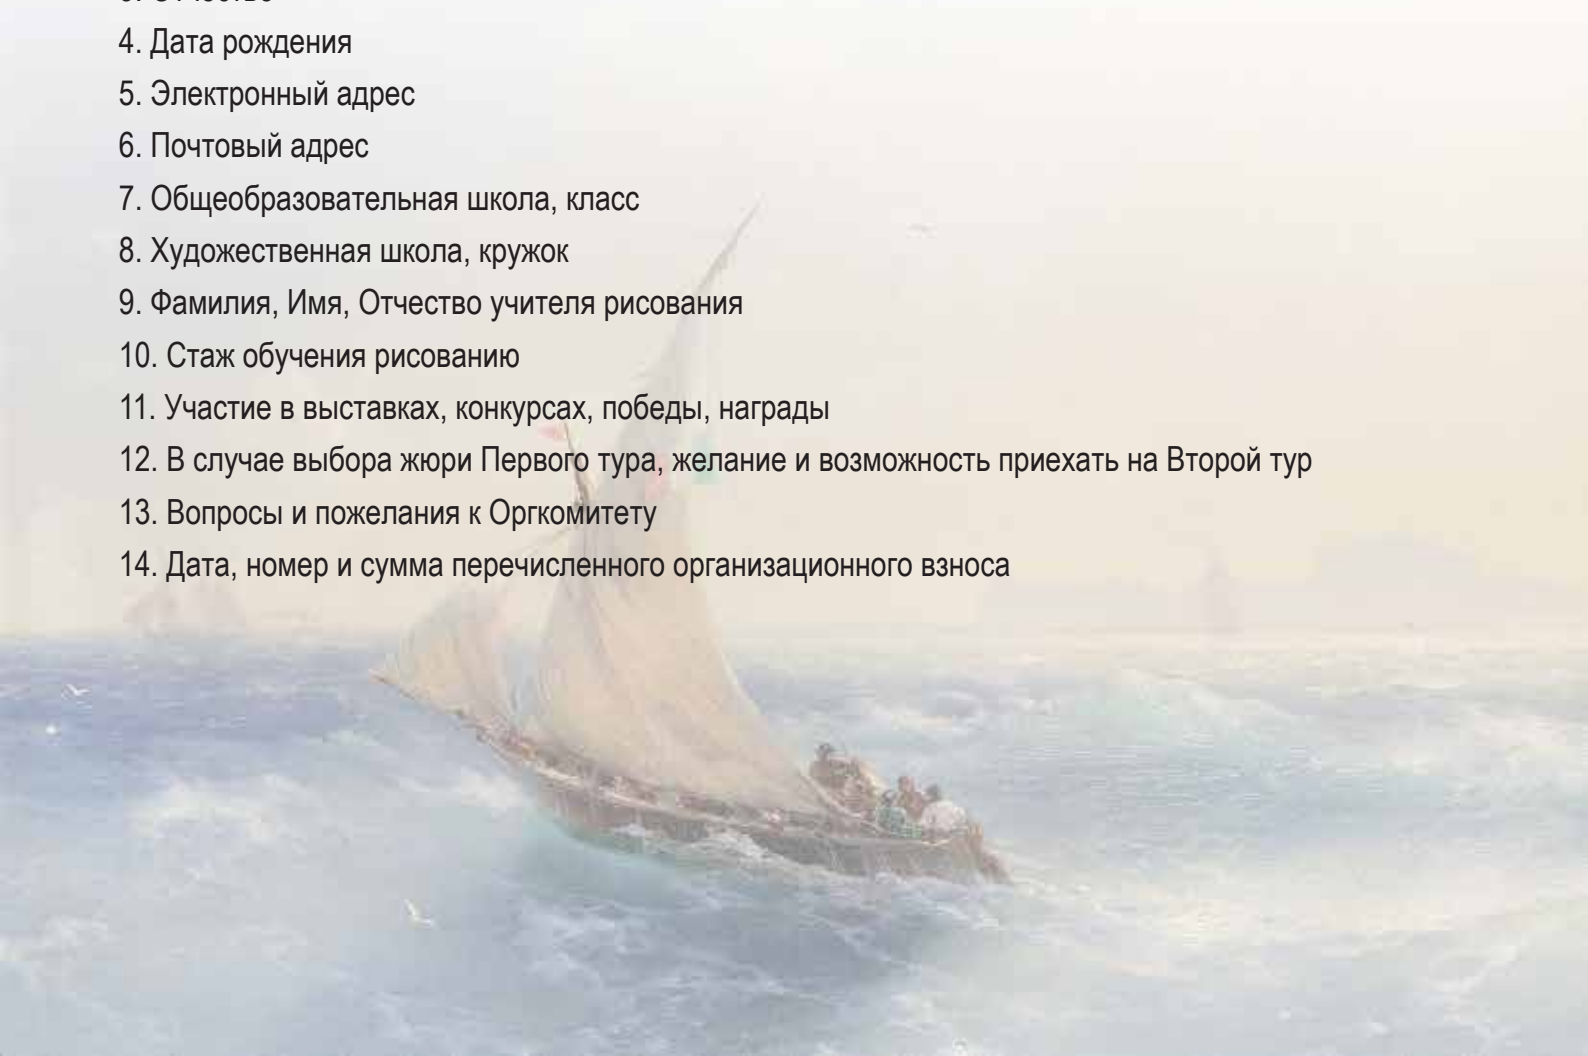 4. Дата рождения
5. Электронный адрес
6. Почтовый адрес
7. Общеобразовательная школа, класс
8. Художественная школа, кружок
9. Фамилия, Имя, Отчество учителя рисования
10. Стаж обучения рисованию
11. Участие в выставках, конкурсах, победы, награды
12. В случае выбора жюри Первого тура, желание и возможность приехать на Второй тур
13. Вопросы и пожелания к Оргкомитету
14. Дата, номер и сумма перечисленного организационного взноса